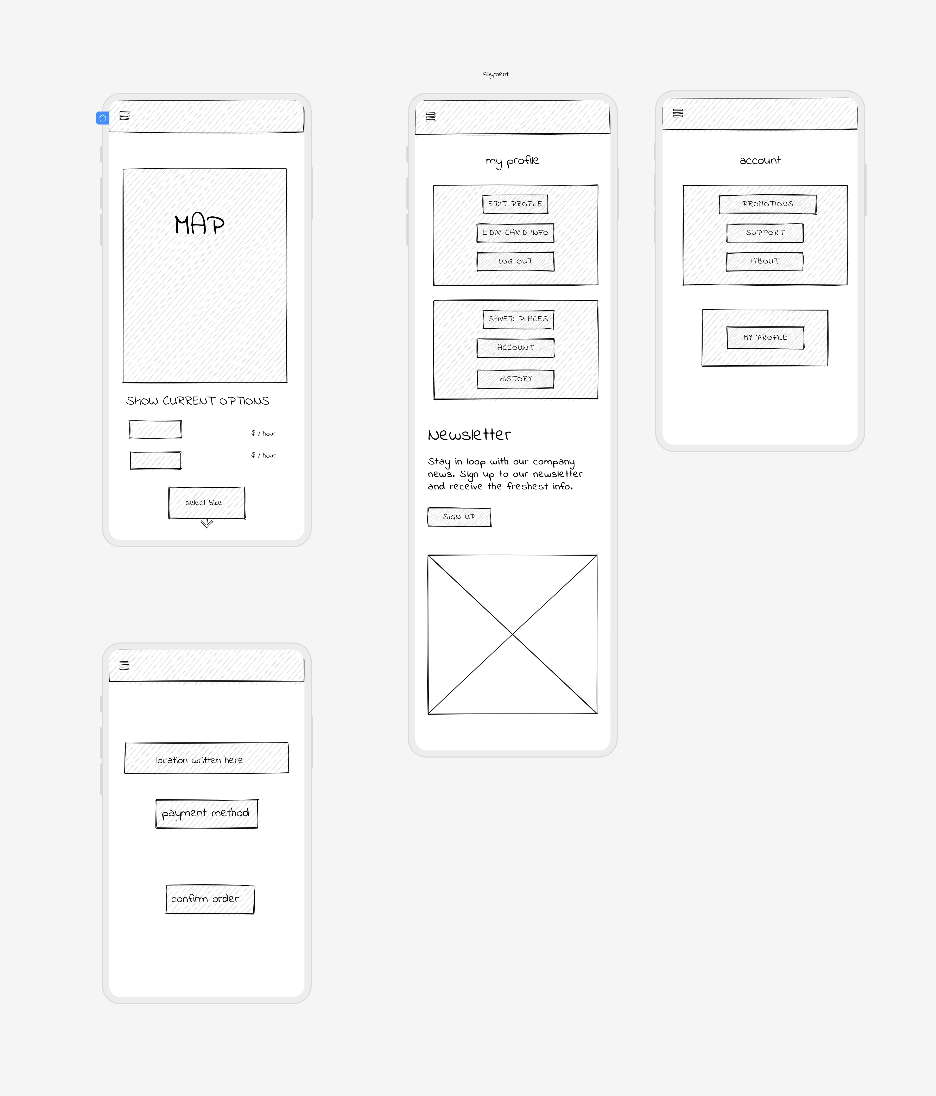 Payment
MAP
SHOW CURRENT OPTIONS
$ / hour
$ / hour
select Size
my profile
EDIT PROFILE
EDIT CARD INFO
LOG OUT
SAVED PLACES
ACCOUNT
HISTORY
Newsletter
Stay in loop with our company
news. Sign up to our newsletter
and receive the freshest info.
SIGN UP
account
PROMOTIONS
SUPPORT
ABOUT
MY PROFILE
location written here
payment method
confirm order